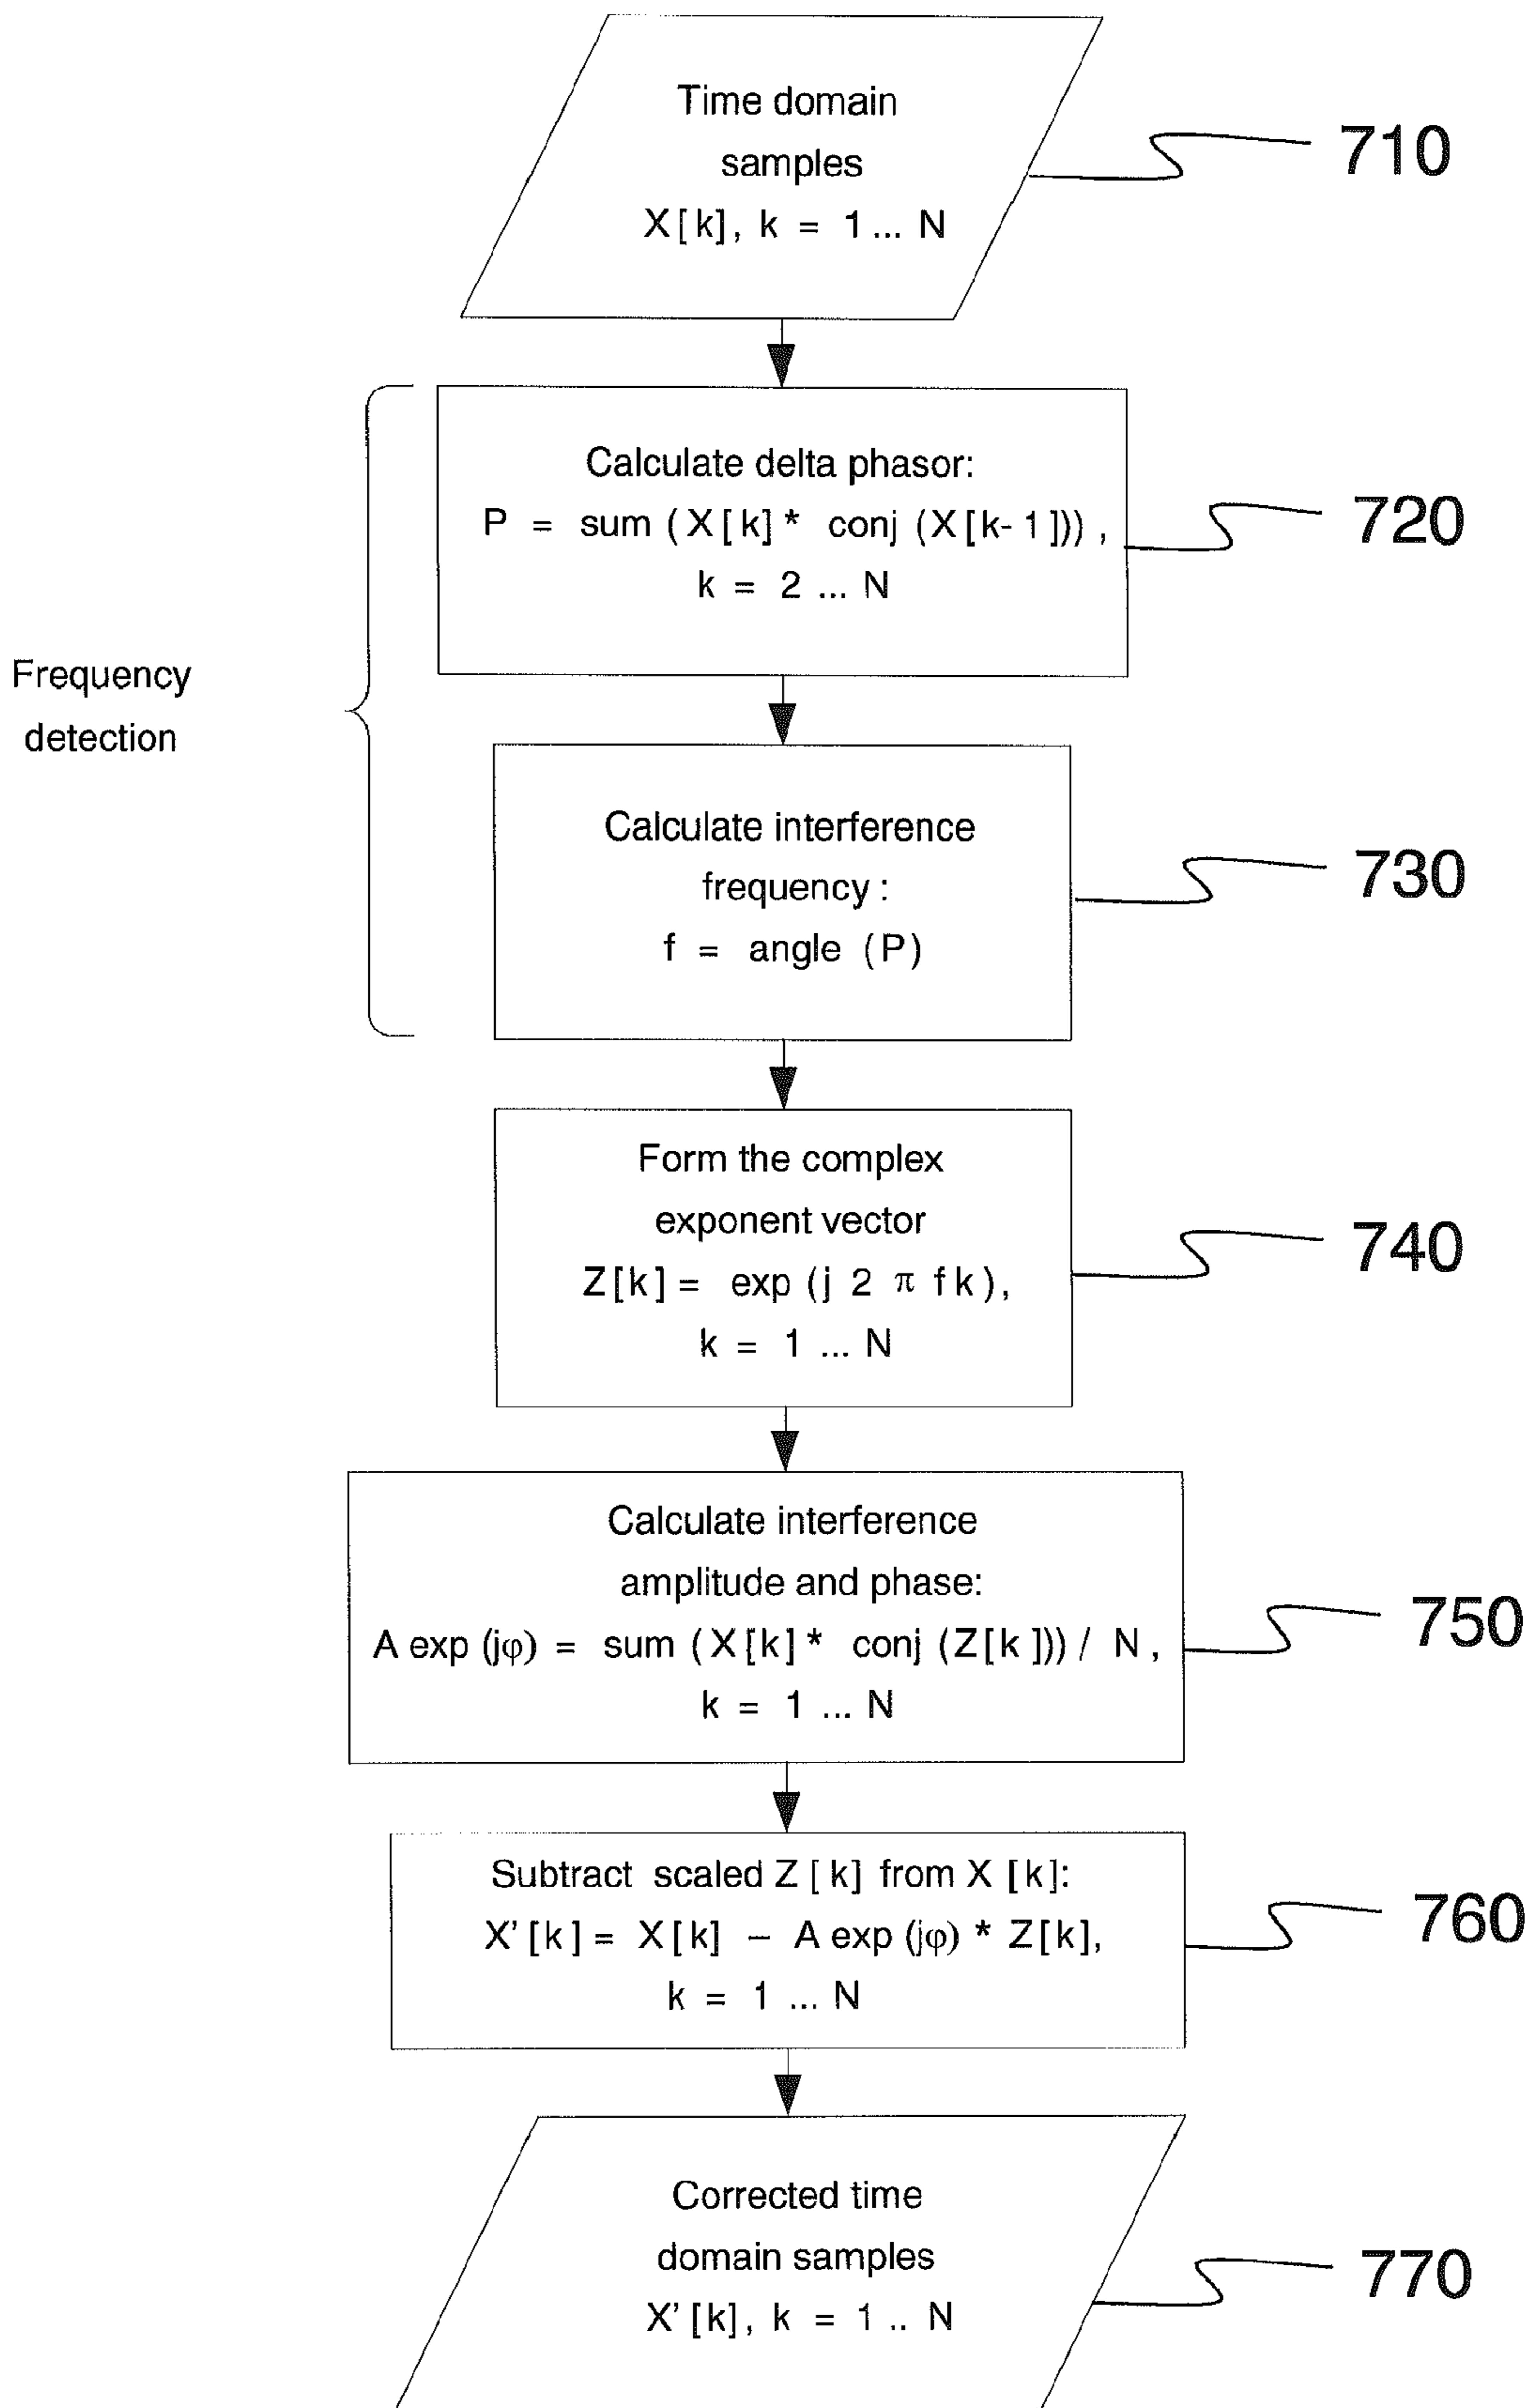 Time domain
samples
X[k], k = 1... N
710
Calculate delta phasor:
P = sum (X[k]* conj (X[k-1])),
k = 2 ... N
720
Frequency
detection
Calculate interference
frequency :
f = angle (P)
730
Form the complex
exponent vector
Z[k] = exp (j 2 π f k),
k = 1 ... N
740
Calculate interference
amplitude and phase:
A exp (jφ) = sum (X[k]* conj (Z[k])) / N,
k = 1 ... N
750
Subtract scaled Z [k] from X [k]:
X'[k] = X[k] – A exp (jφ) * Z[k],
k = 1 ... N
760
Corrected time
domain samples
X'[k], k = 1 .. N
770